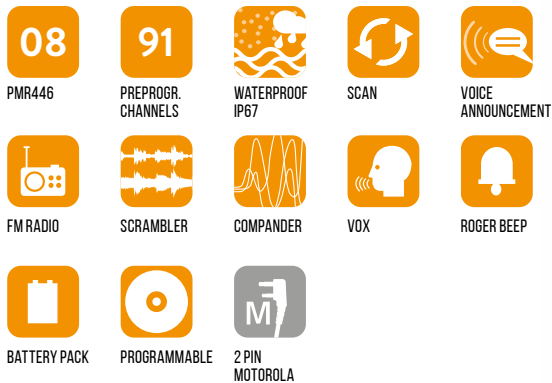 08
91
PMR446
PREPROGR.
CHANNELS
WATERPROOF
IP67
SCAN
VOICE
ANNOUNCEMENT
FM RADIO
SCRAMBLER
COMPANDER
VOX
ROGER BEEP
M
BATTERY PACK
PROGRAMMABLE
2 PIN
MOTOROLA